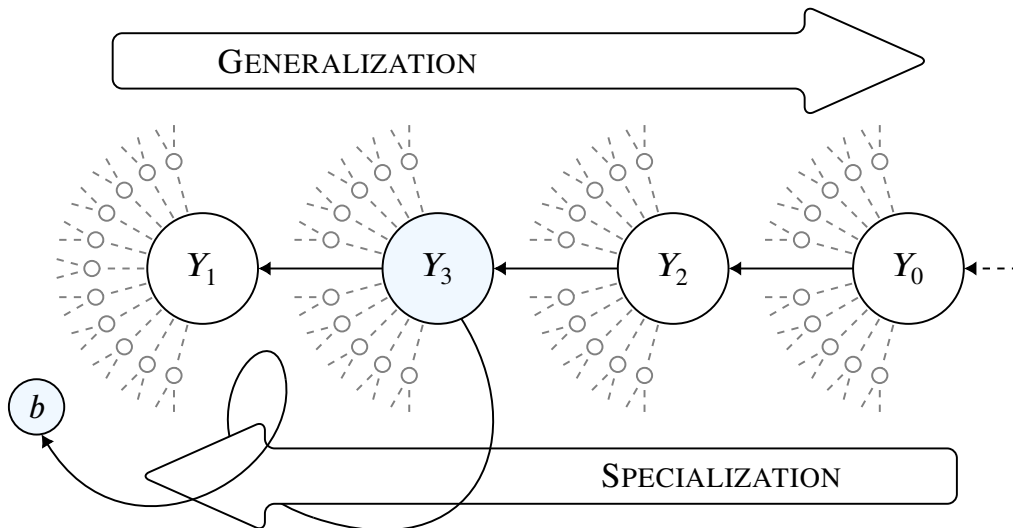 GENERALIZATION
Y₁ Y₃ Y₂ Y₀
b
SPECIALIZATION